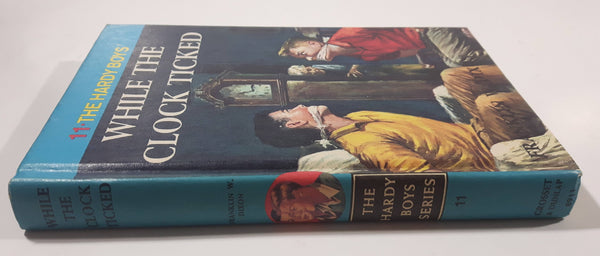 11·THE HARDY BOYS®
WHILE THE
CLOCK TICKED
WHILE
THE
CLOCK
TICKED
FRANKLIN W.
DIXON
THE
HARDY
BOYS
SERIES
11
GROSSET
& DUNLAP